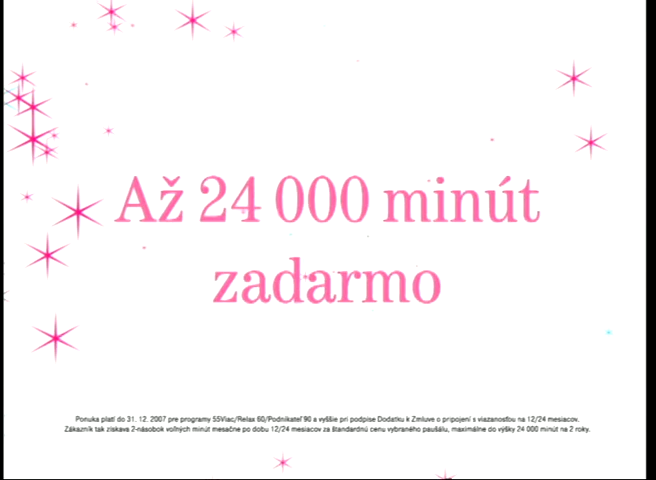 Až 24 000 minút
zadarmo
Ponuka platí do 31. 12. 2007 pre programy 55Viac/Relax 60/Podnikateľ 90 a vyššie pri podpise Dodatku k Zmluve o pripojení s viazanosťou na 12/24 mesiacov.
Zákazník tak získava 2-násobok voľných minút mesačne po dobu 12/24 mesiacov za štandardnú cenu vybraného paušálu, maximálne do výšky 24 000 minút na 2 roky.